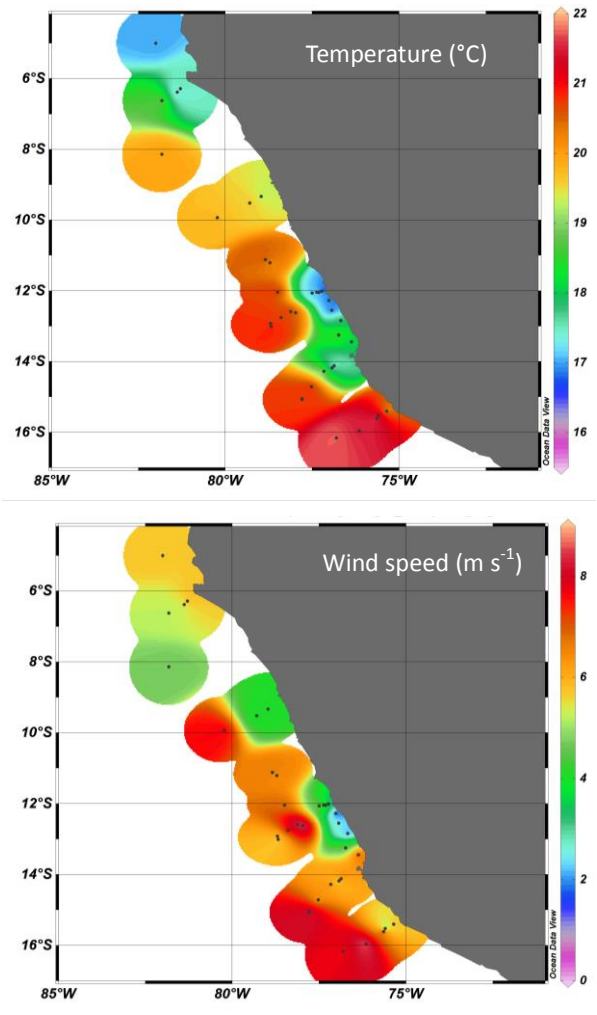 Temperature (°C)
22
21
20
19
18
17
16
6°S
8°S
10°S
12°S
14°S
16°S
85°W
80°W
75°W
Ocean Data View
Wind speed (m s⁻¹)
8
6
4
2
0
6°S
8°S
10°S
12°S
14°S
16°S
85°W
80°W
75°W
Ocean Data View